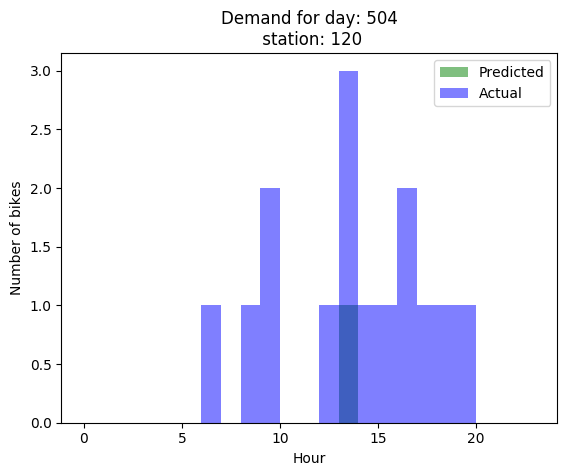 Demand for day: 504
station: 120
Predicted
Actual
3.0
2.5
2.0
1.5
1.0
0.5
0.0
Number of bikes
0 5 10 15 20
Hour